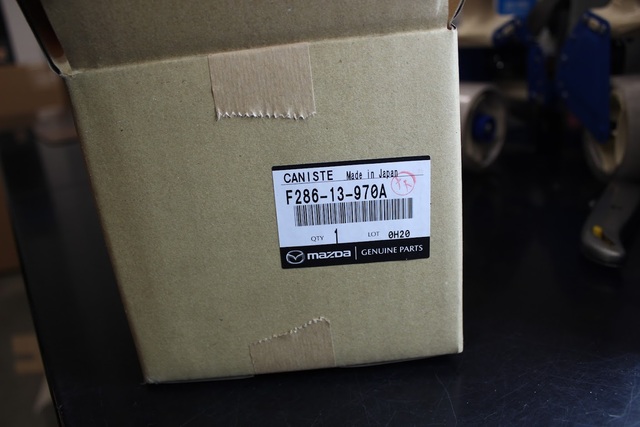 CANISTE Made in Japan
F286-13-970A
QTY 1 LOT 0H20
mazda GENUINE PARTS